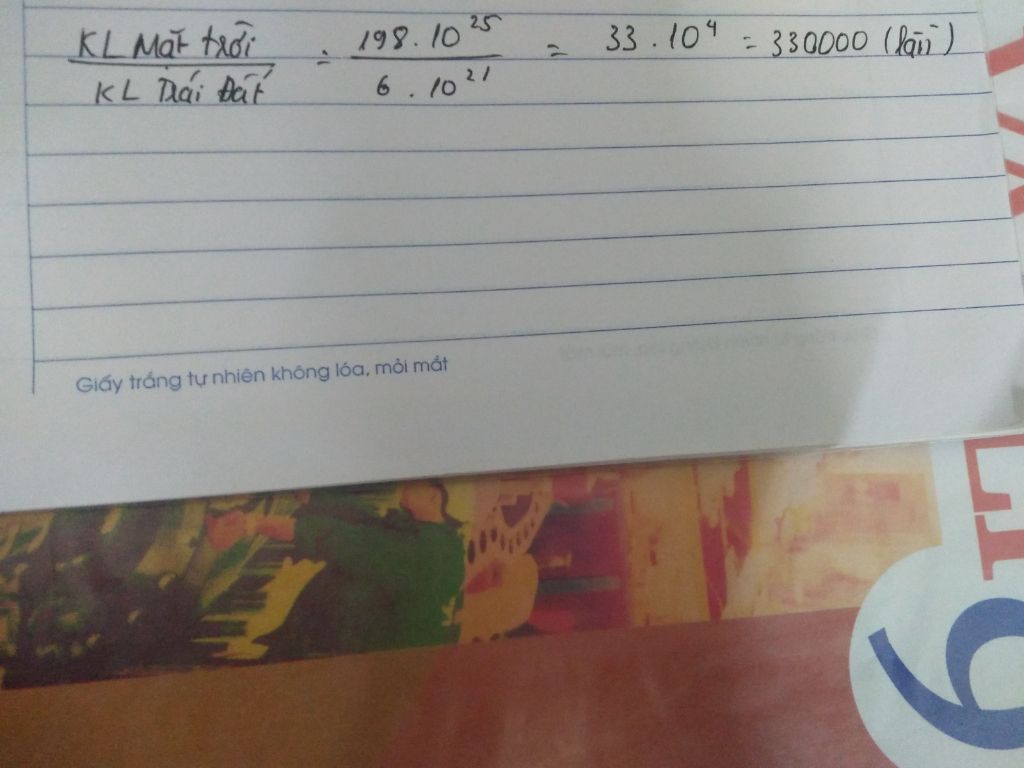 KL Mặt trời / KL Trái Đất = 198.10^25 / 6.10^21 = 33.10^4 = 330000 (lần)
Giấy trắng tự nhiên không lóa, mỏi mắt
6